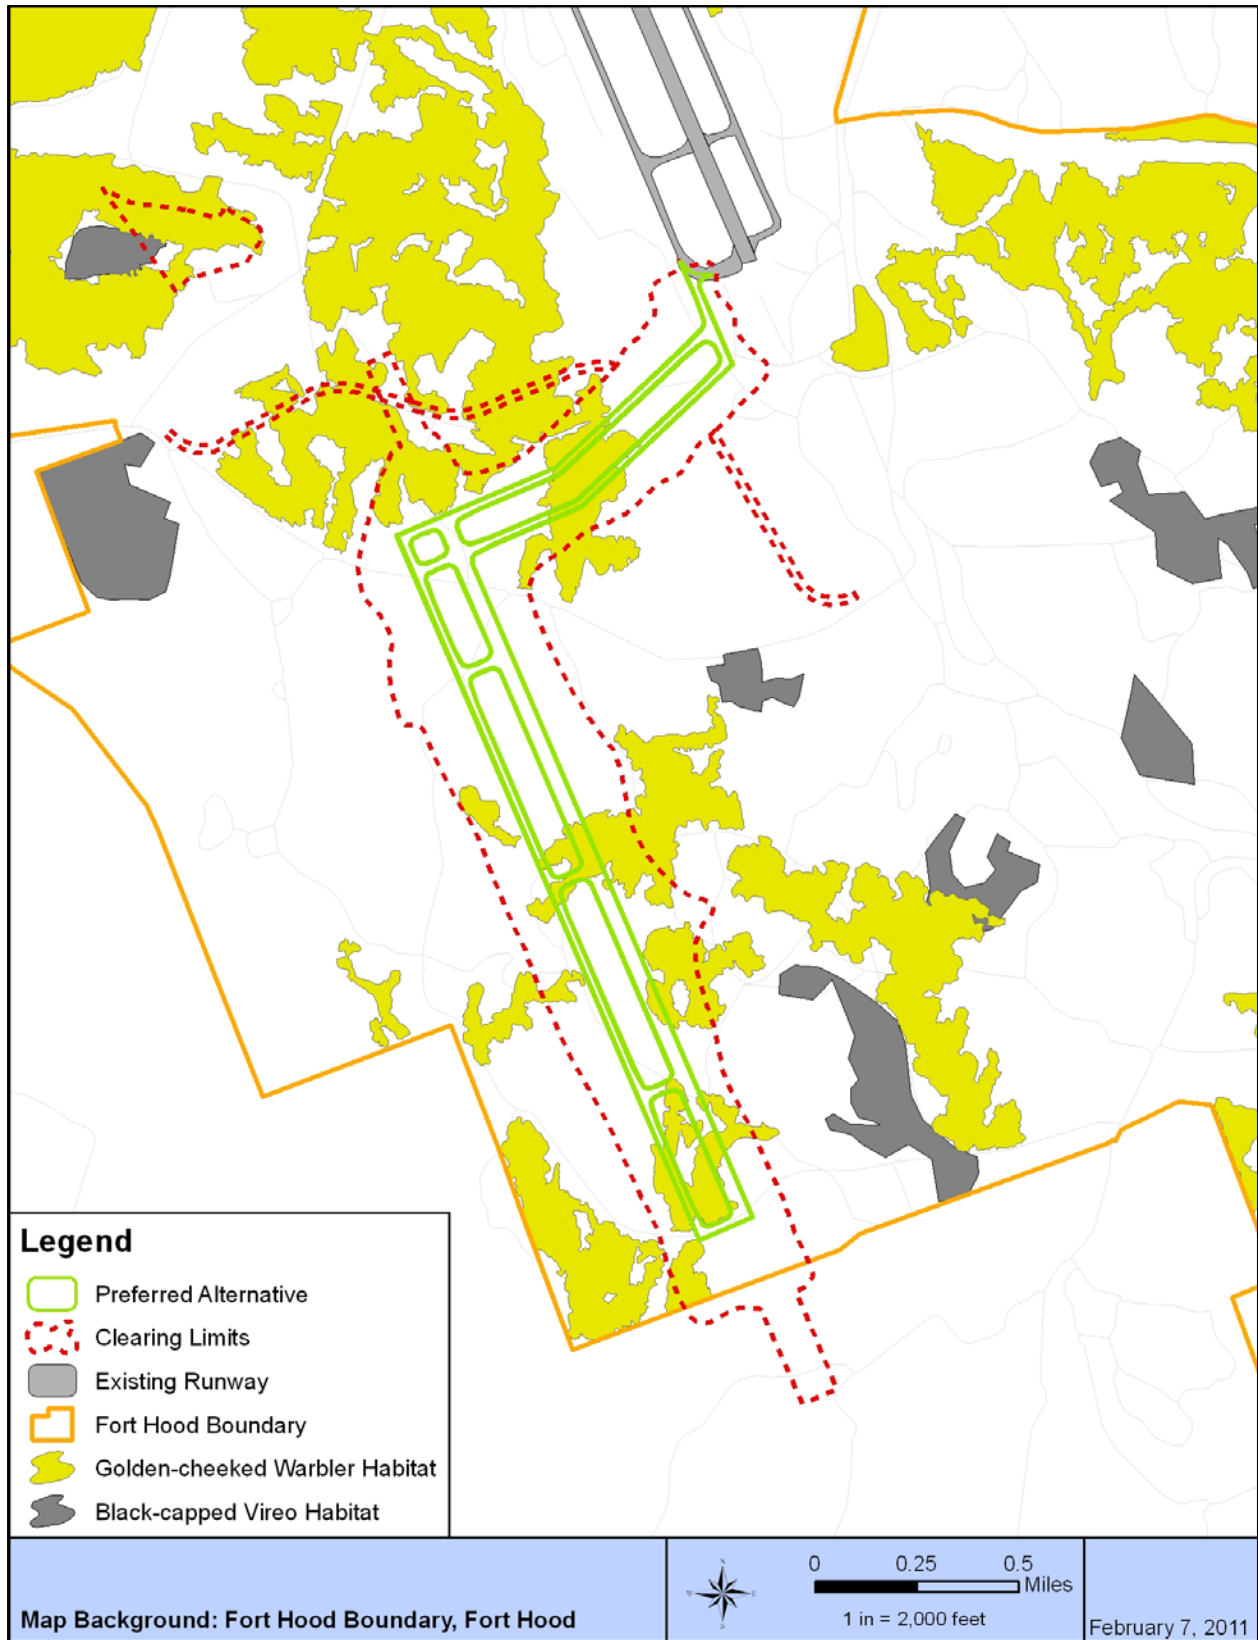 Legend
Preferred Alternative
Clearing Limits
Existing Runway
Fort Hood Boundary
Golden-cheeked Warbler Habitat
Black-capped Vireo Habitat
Map Background: Fort Hood Boundary, Fort Hood
N
W
E
S
0 0.25 0.5
Miles
1 in = 2,000 feet
February 7, 2011